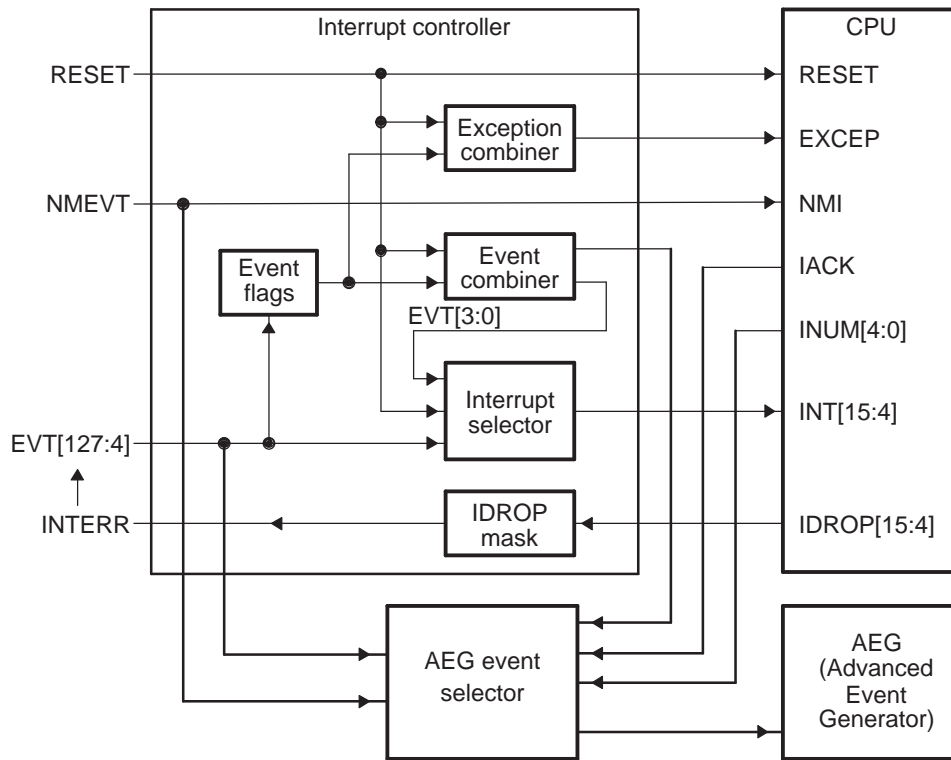 Interrupt controller
CPU
RESET
RESET
Exception
combiner
EXCEP
NMEVT
NMI
Event
flags
Event
combiner
IACK
EVT[3:0]
INUM[4:0]
Interrupt
selector
INT[15:4]
EVT[127:4]
INTERR
IDROP
mask
IDROP[15:4]
AEG event
selector
AEG
(Advanced
Event
Generator)